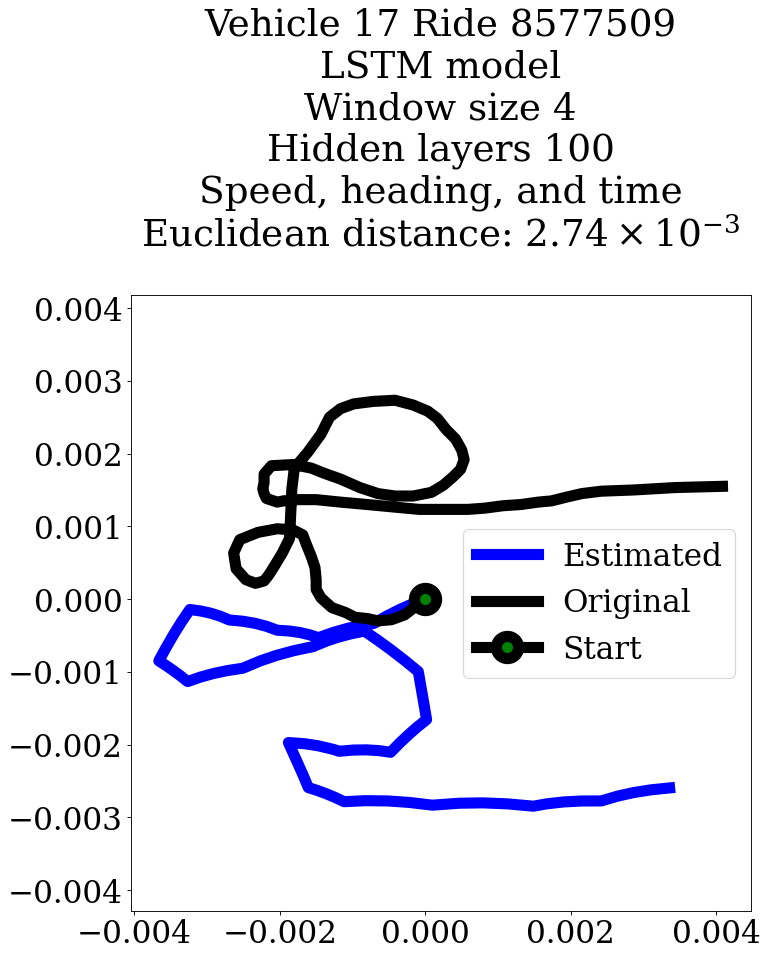 Vehicle 17 Ride 8577509
LSTM model
Window size 4
Hidden layers 100
Speed, heading, and time
Euclidean distance: 2.74 × 10⁻³
0.004
0.003
0.002
0.001
0.000
−0.001
−0.002
−0.003
−0.004
Estimated
Original
Start
−0.004 −0.002 0.000 0.002 0.004